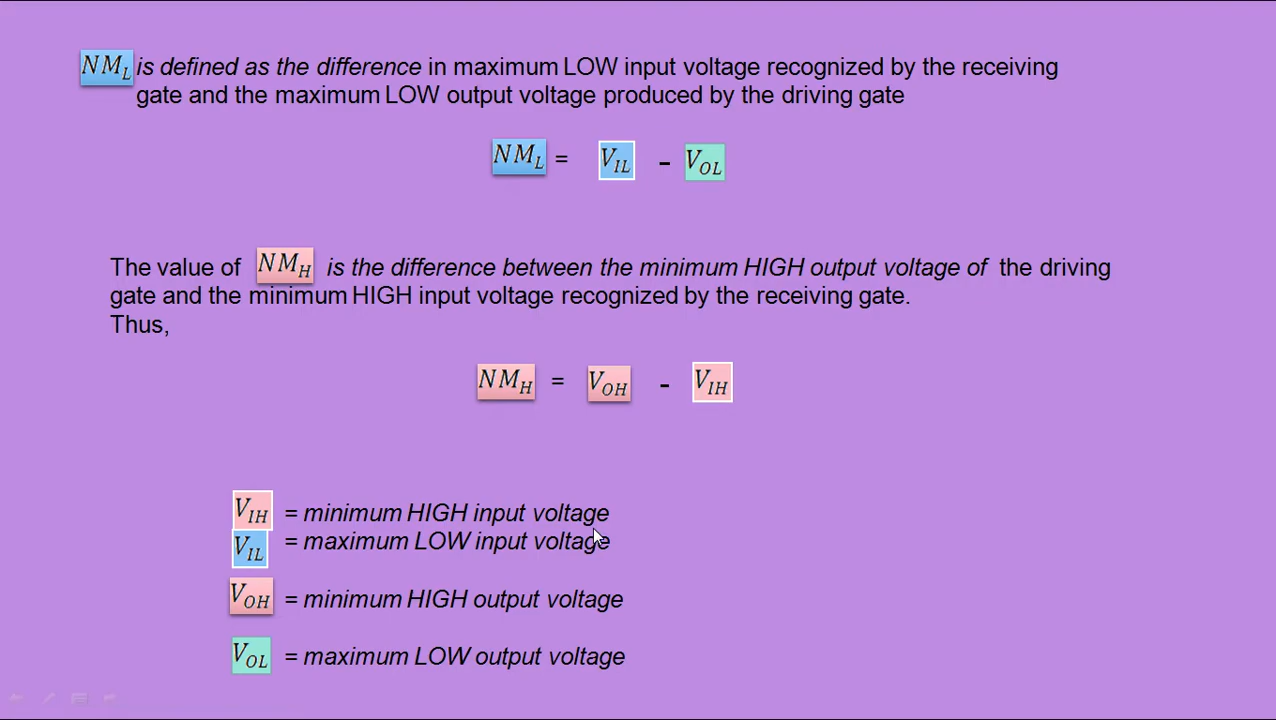 NM_L is defined as the difference in maximum LOW input voltage recognized by the receiving
gate and the maximum LOW output voltage produced by the driving gate
NM_L = V_IL - V_OL
The value of NM_H is the difference between the minimum HIGH output voltage of the driving
gate and the minimum HIGH input voltage recognized by the receiving gate.
Thus,
NM_H = V_OH - V_IH
V_IH = minimum HIGH input voltage
V_IL = maximum LOW input voltage
V_OH = minimum HIGH output voltage
V_OL = maximum LOW output voltage